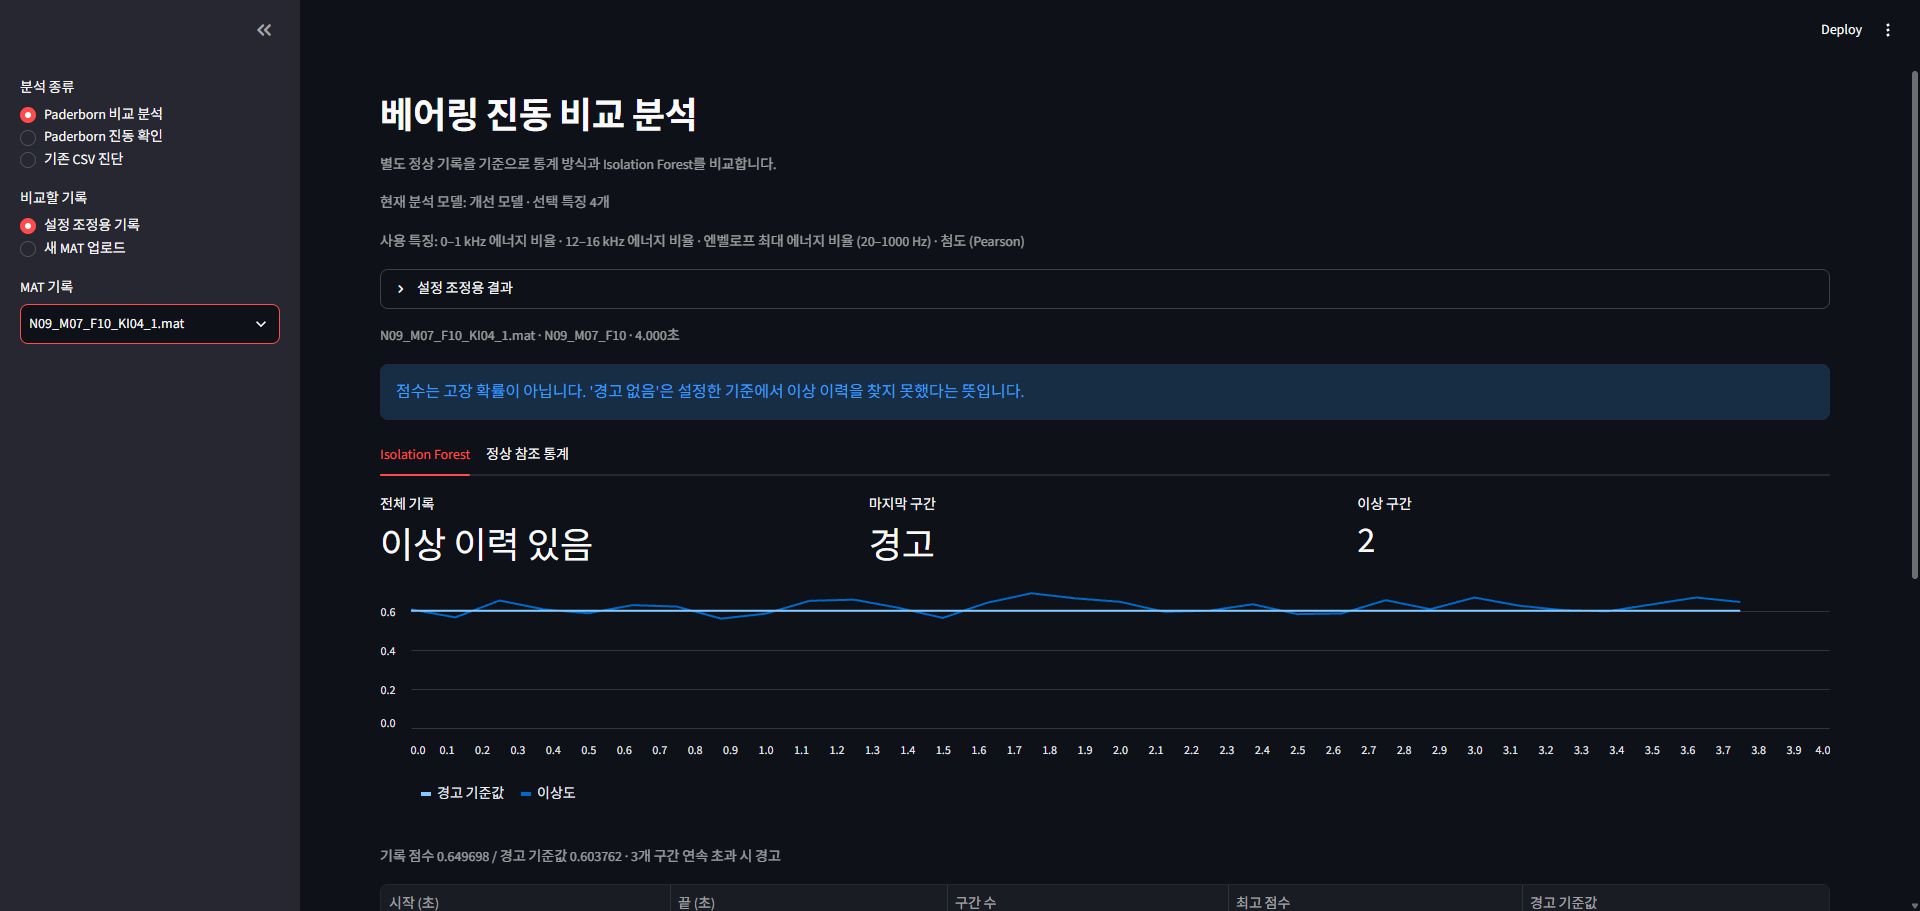 Deploy
분석 종류
Paderborn 비교 분석
Paderborn 진동 확인
기존 CSV 진단
비교할 기록
설정 조정용 기록
새 MAT 업로드
MAT 기록
N09_M07_F10_KI04_1.mat
베어링 진동 비교 분석
별도 정상 기록을 기준으로 통계 방식과 Isolation Forest를 비교합니다.
현재 분석 모델: 개선 모델 · 선택 특징 4개
사용 특징: 0–1 kHz 에너지 비율 · 12–16 kHz 에너지 비율 · 엔벨로프 최대 에너지 비율 (20–1000 Hz) · 첨도 (Pearson)
설정 조정용 결과
N09_M07_F10_KI04_1.mat · N09_M07_F10 · 4.000초
점수는 고장 확률이 아닙니다. '경고 없음'은 설정한 기준에서 이상 이력을 찾지 못했다는 뜻입니다.
Isolation Forest 정상 참조 통계
전체 기록 마지막 구간 이상 구간
이상 이력 있음 경고 2
0.6
0.4
0.2
0.0
0.0 0.1 0.2 0.3 0.4 0.5 0.6 0.7 0.8 0.9 1.0 1.1 1.2 1.3 1.4 1.5 1.6 1.7 1.8 1.9 2.0 2.1 2.2 2.3 2.4 2.5 2.6 2.7 2.8 2.9 3.0 3.1 3.2 3.3 3.4 3.5 3.6 3.7 3.8 3.9 4.0
경고 기준값 이상도
기록 점수 0.649698 / 경고 기준값 0.603762 · 3개 구간 연속 초과 시 경고
시작 (초) 끝 (초) 구간 수 최고 점수 경고 기준값